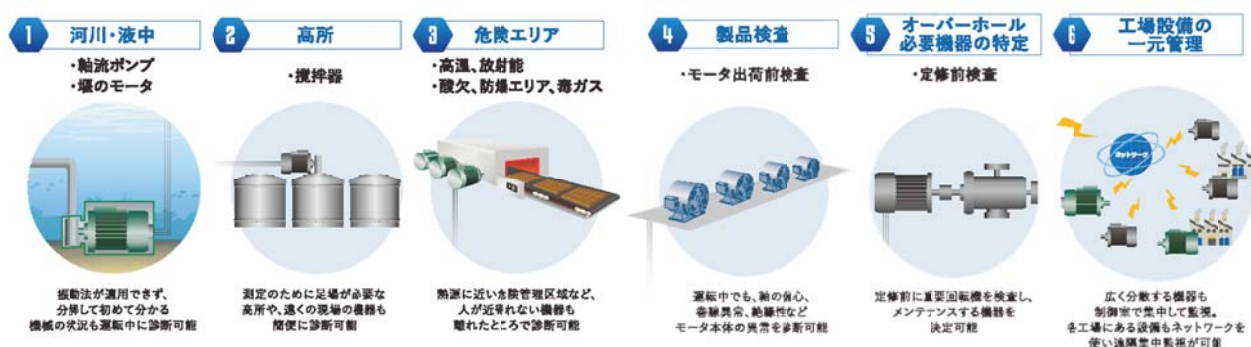 1 河川・液中
・軸流ポンプ
・堰のモータ
振動法が適用できず、
分解して初めて分かる
機械の状況も運転中に診断可能
2 高所
・撹拌器
測定のために足場が必要な
高所や、遠くの現場の機器も
簡便に診断可能
3 危険エリア
・高温、放射能
・酸欠、防爆エリア、毒ガス
熱源に近い危険管理区域など、
人が近寄れない機器も
離れたところで診断可能
4 製品検査
・モータ出荷前検査
運転中でも、軸の偏心、
巻線異常、絶縁性など
モータ本体の異常を診断可能
5 オーバーホール
必要機器の特定
・定修前検査
定修前に重要回転機を検査し、
メンテナンスする機器を
決定可能
6 工場設備の
一元管理
ネットワーク
広く分散する機器も
制御室で集中して監視。
各工場にある設備もネットワークを
使い遠隔集中監視が可能